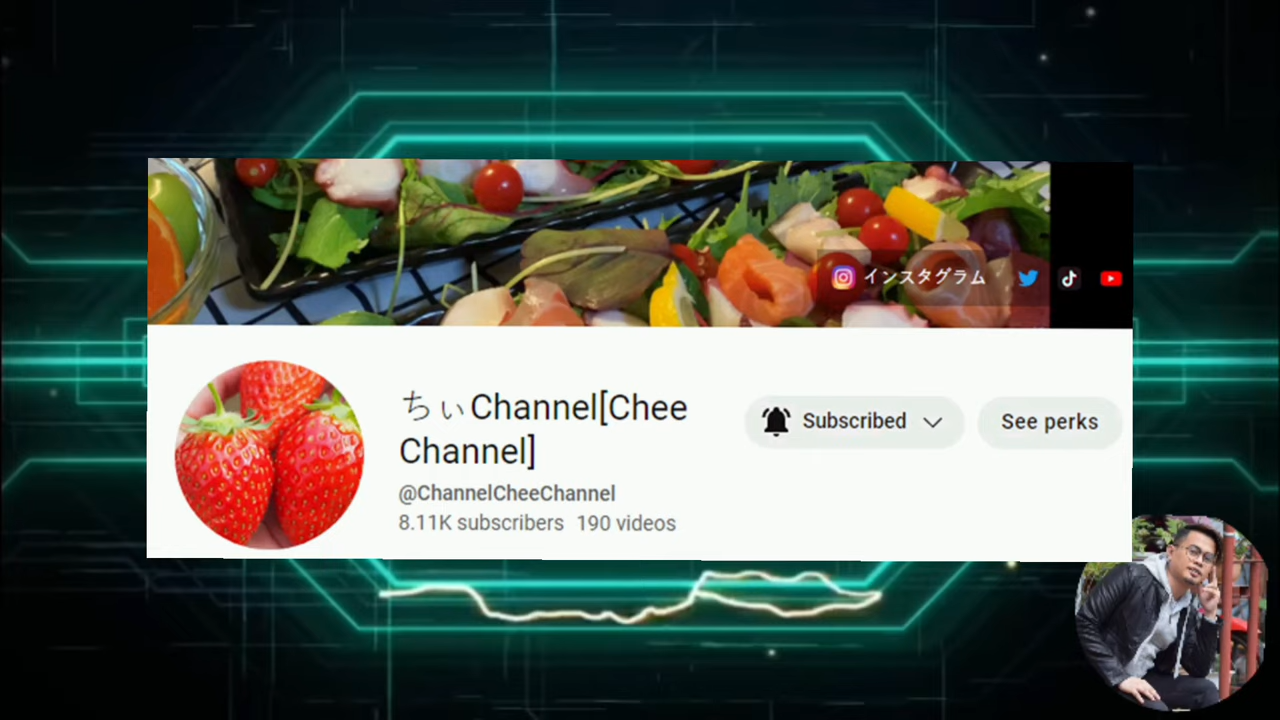 インスタグラム
ちぃChannel[Chee
Channel]
Subscribed
See perks
@ChannelCheeChannel
8.11K subscribers 190 videos